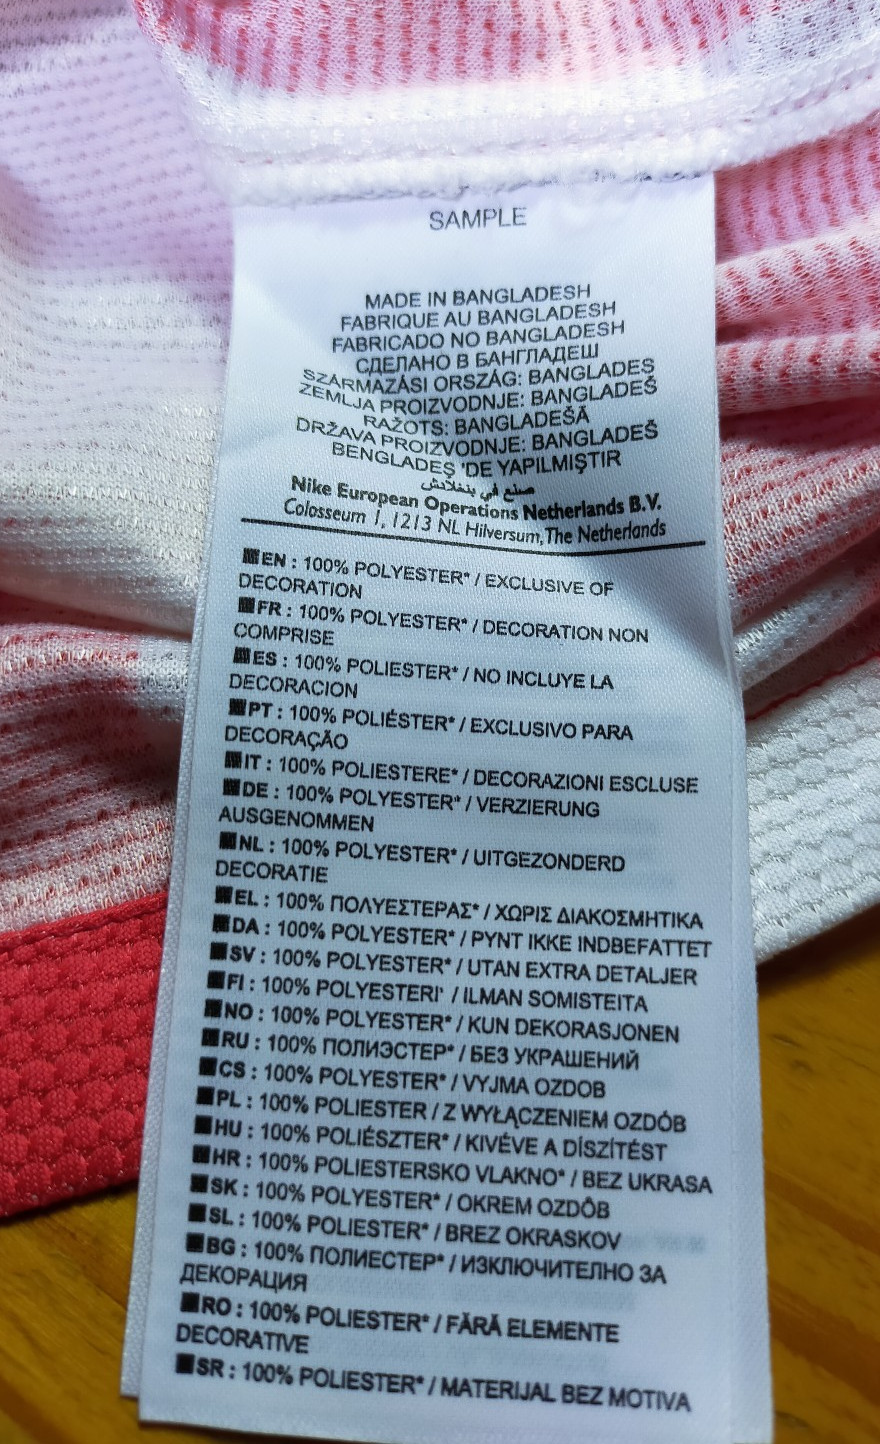 SAMPLE
MADE IN BANGLADESH
FABRIQUE AU BANGLADESH
FABRICADO NO BANGLADESH
СДЕЛАНО В БАНГЛАДЕШ
SZÁRMAZÁSI ORSZÁG: BANGLADES
ZEMLJA PROIZVODNJE: BANGLADEŠ
RAŽOTS: BANGLADEŠĀ
DRŽAVA PROIZVODNJE: BANGLADEŠ
BENGLADEŞ 'DE YAPILMIŞTIR
صنع في بنغلادش
Nike European Operations Netherlands B.V.
Colosseum 1, 1213 NL Hilversum, The Netherlands
EN : 100% POLYESTER* / EXCLUSIVE OF
DECORATION
FR : 100% POLYESTER* / DECORATION NON
COMPRISE
ES : 100% POLIESTER* / NO INCLUYE LA
DECORACION
PT : 100% POLIÉSTER* / EXCLUSIVO PARA
DECORAÇÃO
IT : 100% POLIESTERE* / DECORAZIONI ESCLUSE
DE : 100% POLYESTER* / VERZIERUNG
AUSGENOMMEN
NL : 100% POLYESTER* / UITGEZONDERD
DECORATIE
EL : 100% ΠΟΛΥΕΣΤΕΡΑΣ* / ΧΩΡΙΣ ΔΙΑΚΟΣΜΗΤΙΚΑ
DA : 100% POLYESTER* / PYNT IKKE INDBEFATTET
SV : 100% POLYESTER* / UTAN EXTRA DETALJER
FI : 100% POLYESTERI* / ILMAN SOMISTEITA
NO : 100% POLYESTER* / KUN DEKORASJONEN
RU : 100% ПОЛИЭСТЕР* / БЕЗ УКРАШЕНИЙ
CS : 100% POLYESTER* / VYJMA OZDOB
PL : 100% POLIESTER / Z WYŁĄCZENIEM OZDÓB
HU : 100% POLIÉSZTER* / KIVÉVE A DÍSZÍTÉST
HR : 100% POLIESTERSKO VLAKNO* / BEZ UKRASA
SK : 100% POLYESTER* / OKREM OZDÔB
SL : 100% POLIESTER* / BREZ OKRASKOV
BG : 100% ПОЛИЕСТЕР* / ИЗКЛЮЧИТЕЛНО ЗА
ДЕКОРАЦИЯ
RO : 100% POLIESTER* / FĂRĂ ELEMENTE
DECORATIVE
SR : 100% POLIESTER* / MATERIJAL BEZ MOTIVA